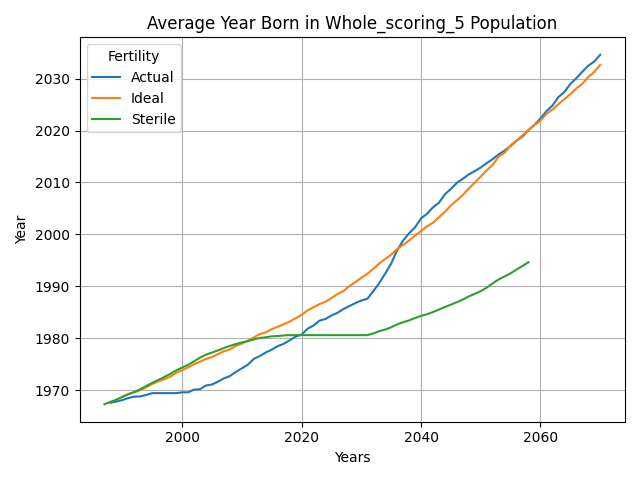 Average Year Born in Whole_scoring_5 Population
Fertility
Actual
Ideal
Sterile
Year
2030
2020
2010
2000
1990
1980
1970
2000
2020
2040
2060
Years